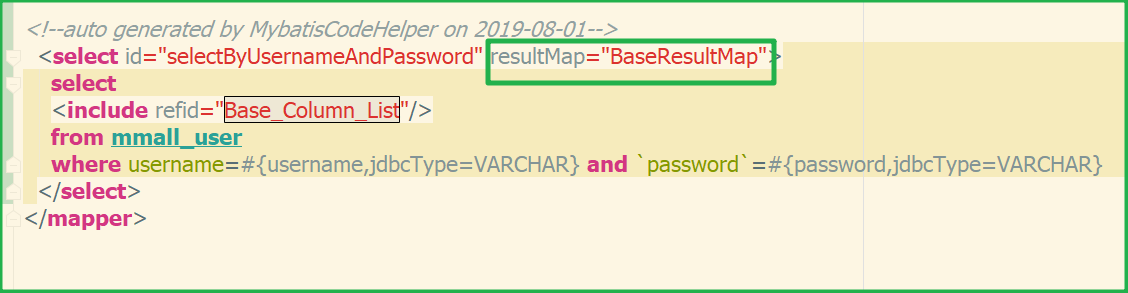 <!--auto generated by MybatisCodeHelper on 2019-08-01-->
<select id="selectByUsernameAndPassword" resultMap="BaseResultMap">
select
<include refid="Base_Column_List"/>
from mmall_user
where username=#{username,jdbcType=VARCHAR} and `password`=#{password,jdbcType=VARCHAR}
</select>
</mapper>